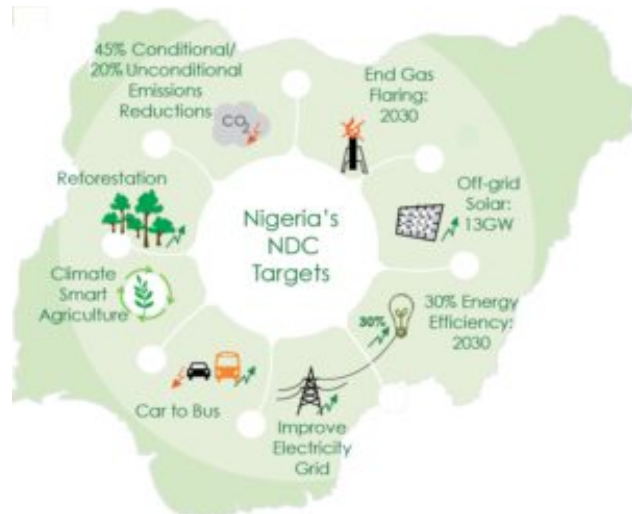 45% Conditional/
20% Unconditional
Emissions
Reductions
CO2
End Gas
Flaring:
2030
Off-grid
Solar:
13GW
30% Energy
Efficiency:
2030
30%
Improve
Electricity
Grid
Car to Bus
Climate
Smart
Agriculture
Reforestation
Nigeria's
NDC
Targets